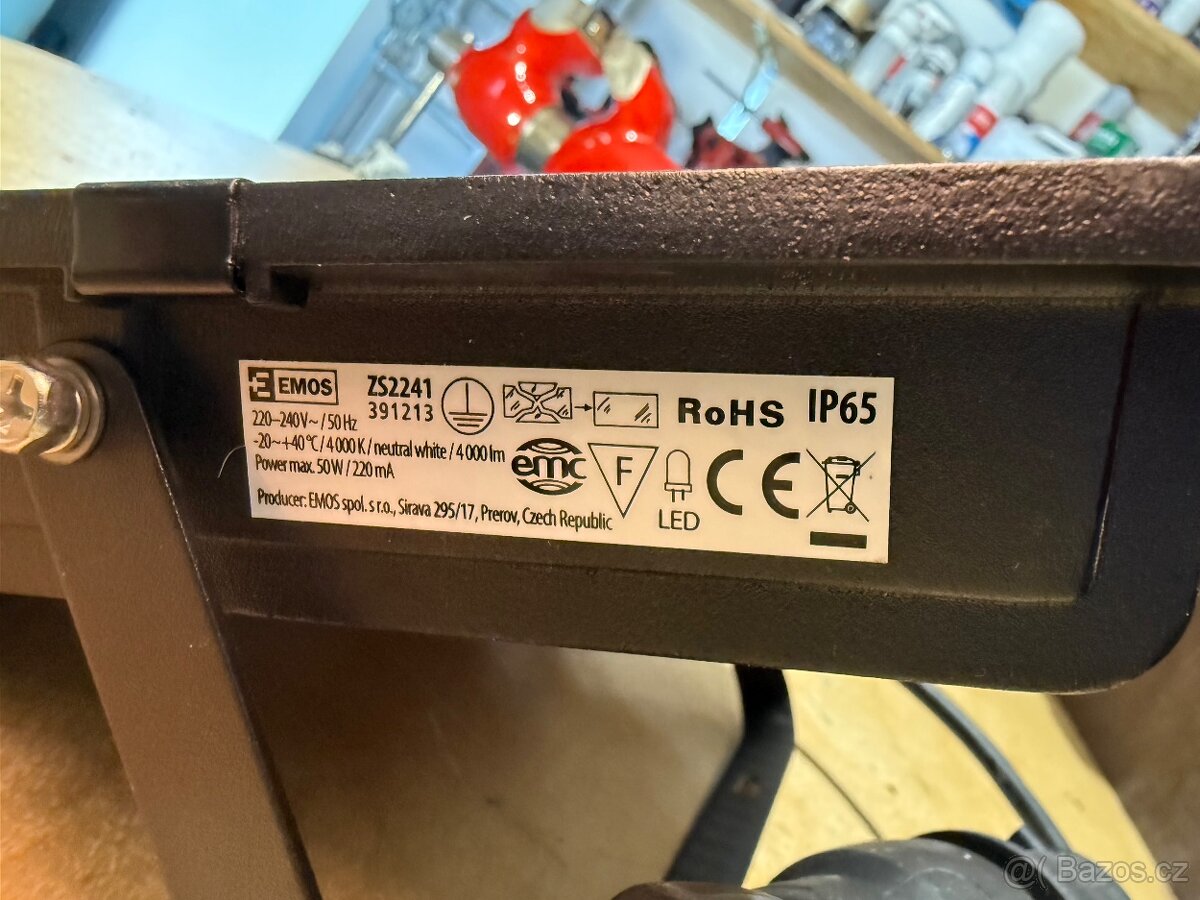 EMOS ZS2241
391213
220–240V~ / 50 Hz
-20~+40 °C / 4 000 K / neutral white / 4 000 lm
Power max. 50 W / 220 mA
Producer: EMOS spol. s r.o., Sirava 295/17, Prerov, Czech Republic
RoHS IP65
emc F
LED
CE
@( Bazos.cz